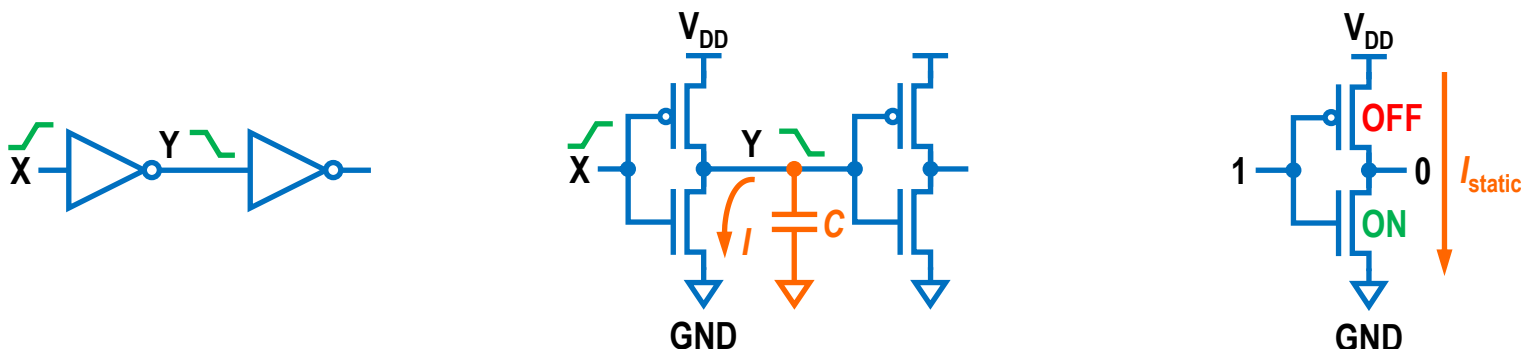 X
Y
V_DD
X
Y
I
C
GND
V_DD
OFF
1
0
I_static
ON
GND